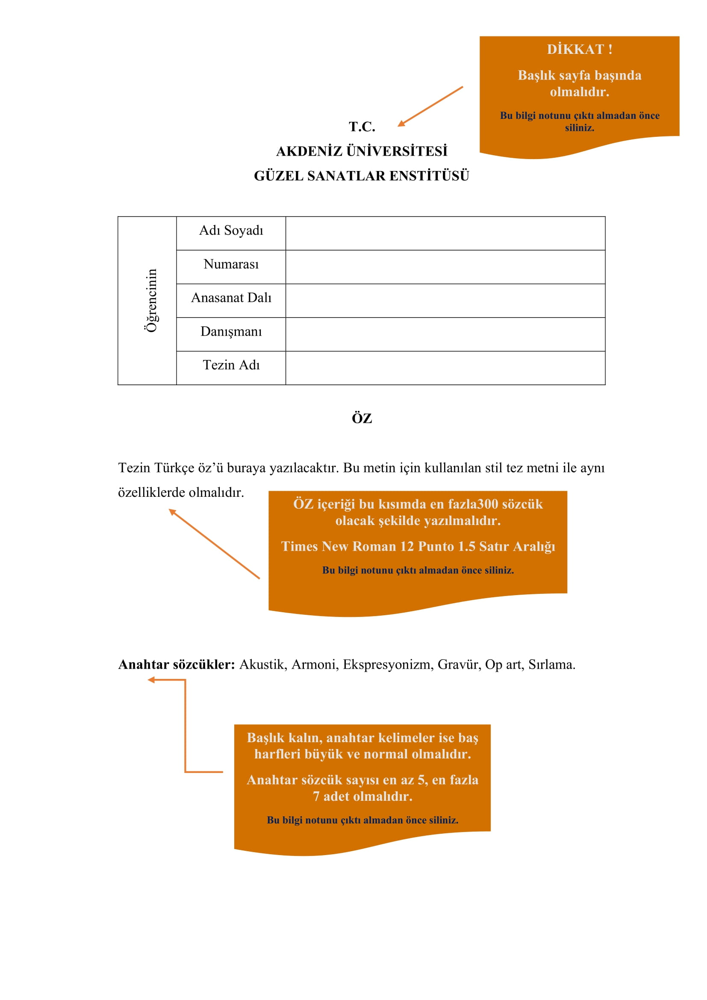 DİKKAT !
Başlık sayfa başında
olmalıdır.
Bu bilgi notunu çıktı almadan önce
siliniz.
T.C.
AKDENİZ ÜNİVERSİTESİ
GÜZEL SANATLAR ENSTİTÜSÜ
Öğrencinin
Adı Soyadı
Numarası
Anasanat Dalı
Danışmanı
Tezin Adı
ÖZ
Tezin Türkçe öz’ü buraya yazılacaktır. Bu metin için kullanılan stil tez metni ile aynı
özelliklerde olmalıdır.
ÖZ içeriği bu kısımda en fazla300 sözcük
olacak şekilde yazılmalıdır.
Times New Roman 12 Punto 1.5 Satır Aralığı
Bu bilgi notunu çıktı almadan önce siliniz.
Anahtar sözcükler: Akustik, Armoni, Ekspresyonizm, Gravür, Op art, Sırlama.
Başlık kalın, anahtar kelimeler ise baş
harfleri büyük ve normal olmalıdır.
Anahtar sözcük sayısı en az 5, en fazla
7 adet olmalıdır.
Bu bilgi notunu çıktı almadan önce siliniz.